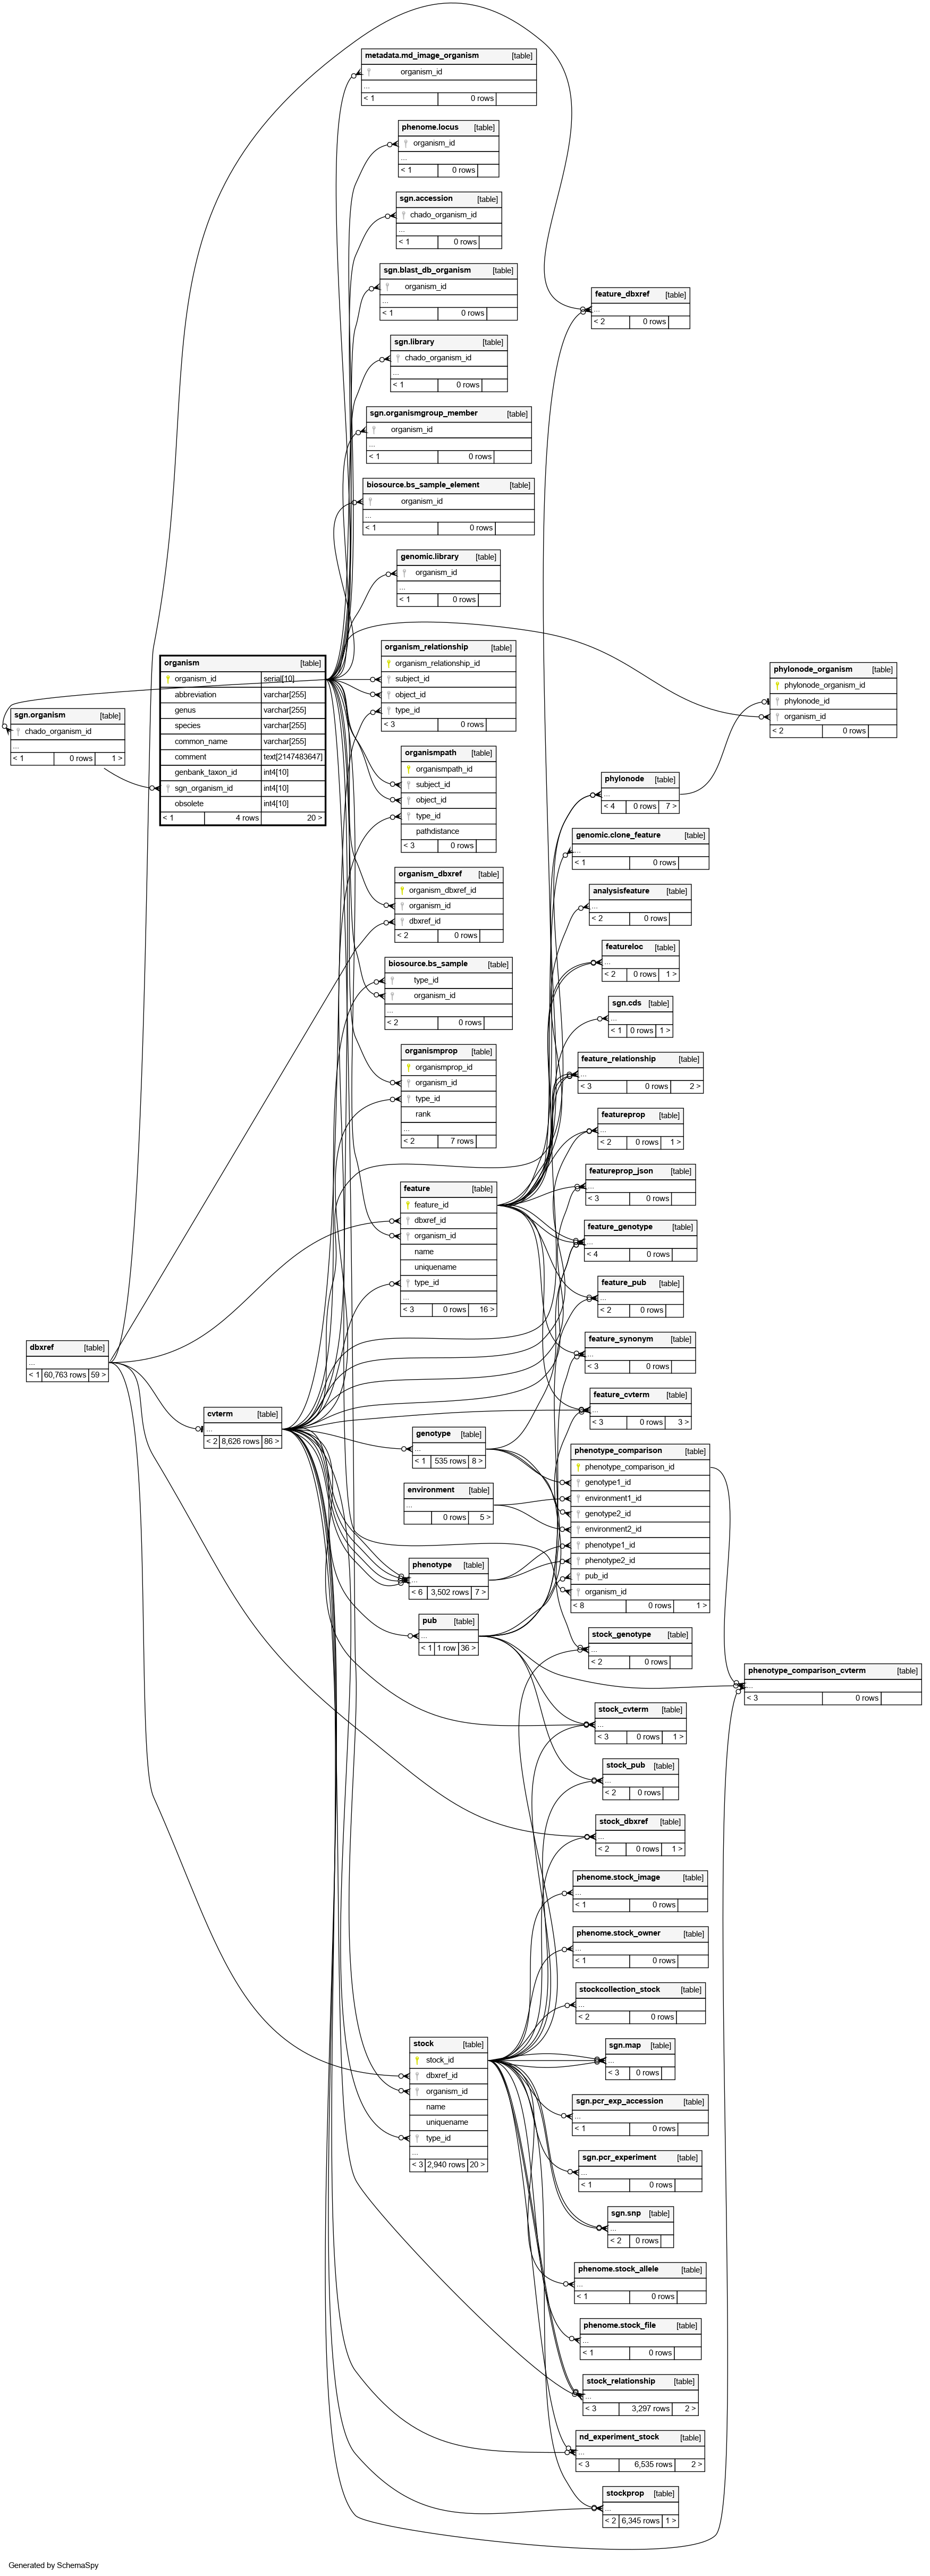 metadata.md_image_organism [table]
organism_id
...
< 1 0 rows
phenome.locus [table]
organism_id
...
< 1 0 rows
sgn.accession [table]
chado_organism_id
...
< 1 0 rows
sgn.blast_db_organism [table]
organism_id
...
< 1 0 rows
feature_dbxref [table]
...
< 2 0 rows
sgn.library [table]
chado_organism_id
...
< 1 0 rows
sgn.organismgroup_member [table]
organism_id
...
< 1 0 rows
biosource.bs_sample_element [table]
organism_id
...
< 1 0 rows
genomic.library [table]
organism_id
...
< 1 0 rows
organism [table]
organism_id serial[10]
abbreviation varchar[255]
genus varchar[255]
species varchar[255]
common_name varchar[255]
comment text[2147483647]
genbank_taxon_id int4[10]
sgn_organism_id int4[10]
obsolete int4[10]
< 1 4 rows 20 >
sgn.organism [table]
chado_organism_id
...
< 1 0 rows 1 >
organism_relationship [table]
organism_relationship_id
subject_id
object_id
type_id
< 3 0 rows
phylonode_organism [table]
phylonode_organism_id
phylonode_id
organism_id
< 2 0 rows
organismpath [table]
organismpath_id
subject_id
object_id
type_id
pathdistance
< 3 0 rows
phylonode [table]
...
< 4 0 rows 7 >
genomic.clone_feature [table]
...
< 1 0 rows
organism_dbxref [table]
organism_dbxref_id
organism_id
dbxref_id
< 2 0 rows
analysisfeature [table]
...
< 2 0 rows
featureloc [table]
...
< 2 0 rows 1 >
biosource.bs_sample [table]
type_id
organism_id
...
< 2 0 rows
sgn.cds [table]
...
< 1 0 rows 1 >
organismprop [table]
organismprop_id
organism_id
type_id
rank
...
< 2 7 rows
feature_relationship [table]
...
< 3 0 rows 2 >
featureprop [table]
...
< 2 0 rows 1 >
featureprop_json [table]
...
< 3 0 rows
feature [table]
feature_id
dbxref_id
organism_id
name
uniquename
type_id
...
< 3 0 rows 16 >
feature_genotype [table]
...
< 4 0 rows
feature_pub [table]
...
< 2 0 rows
feature_synonym [table]
...
< 3 0 rows
dbxref [table]
...
< 1 60,763 rows 59 >
feature_cvterm [table]
...
< 3 0 rows 3 >
cvterm [table]
...
< 2 8,626 rows 86 >
genotype [table]
...
< 1 535 rows 8 >
phenotype_comparison [table]
phenotype_comparison_id
genotype1_id
environment1_id
genotype2_id
environment2_id
phenotype1_id
phenotype2_id
pub_id
organism_id
< 8 0 rows 1 >
environment [table]
...
0 rows 5 >
phenotype [table]
...
< 6 3,502 rows 7 >
pub [table]
...
< 1 1 row 36 >
stock_genotype [table]
...
< 2 0 rows
phenotype_comparison_cvterm [table]
...
< 3 0 rows
stock_cvterm [table]
...
< 3 0 rows 1 >
stock_pub [table]
...
< 2 0 rows
stock_dbxref [table]
...
< 2 0 rows 1 >
phenome.stock_image [table]
...
< 1 0 rows
phenome.stock_owner [table]
...
< 1 0 rows
stockcollection_stock [table]
...
< 2 0 rows
stock [table]
stock_id
dbxref_id
organism_id
name
uniquename
type_id
...
< 3 2,940 rows 20 >
sgn.map [table]
...
< 3 0 rows
sgn.pcr_exp_accession [table]
...
< 1 0 rows
sgn.pcr_experiment [table]
...
< 1 0 rows
sgn.snp [table]
...
< 2 0 rows
phenome.stock_allele [table]
...
< 1 0 rows
phenome.stock_file [table]
...
< 1 0 rows
stock_relationship [table]
...
< 3 3,297 rows 2 >
nd_experiment_stock [table]
...
< 3 6,535 rows 2 >
stockprop [table]
...
< 2 6,345 rows 1 >
Generated by SchemaSpy